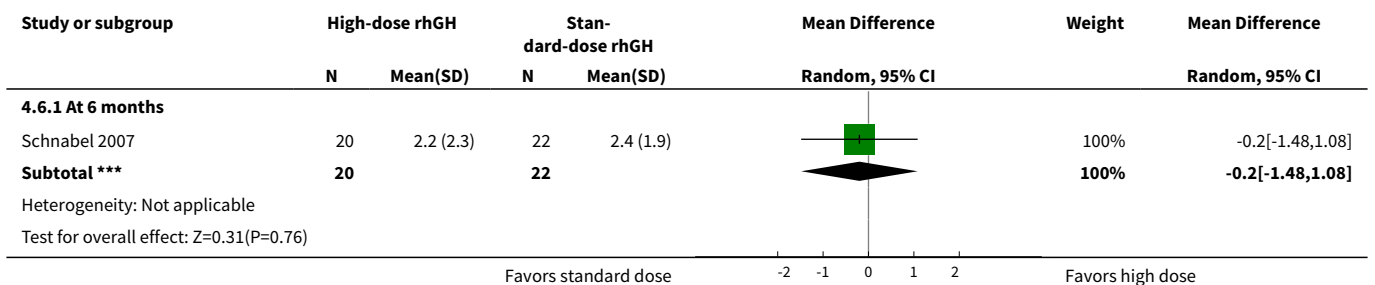 Study or subgroup High-dose rhGH Stan- Mean Difference Weight Mean Difference
dard-dose rhGH
N Mean(SD) N Mean(SD) Random, 95% CI Random, 95% CI
4.6.1 At 6 months
Schnabel 2007 20 2.2 (2.3) 22 2.4 (1.9) 100% -0.2[-1.48,1.08]
Subtotal *** 20 22 100% -0.2[-1.48,1.08]
Heterogeneity: Not applicable
Test for overall effect: Z=0.31(P=0.76)
Favors standard dose -2 -1 0 1 2 Favors high dose